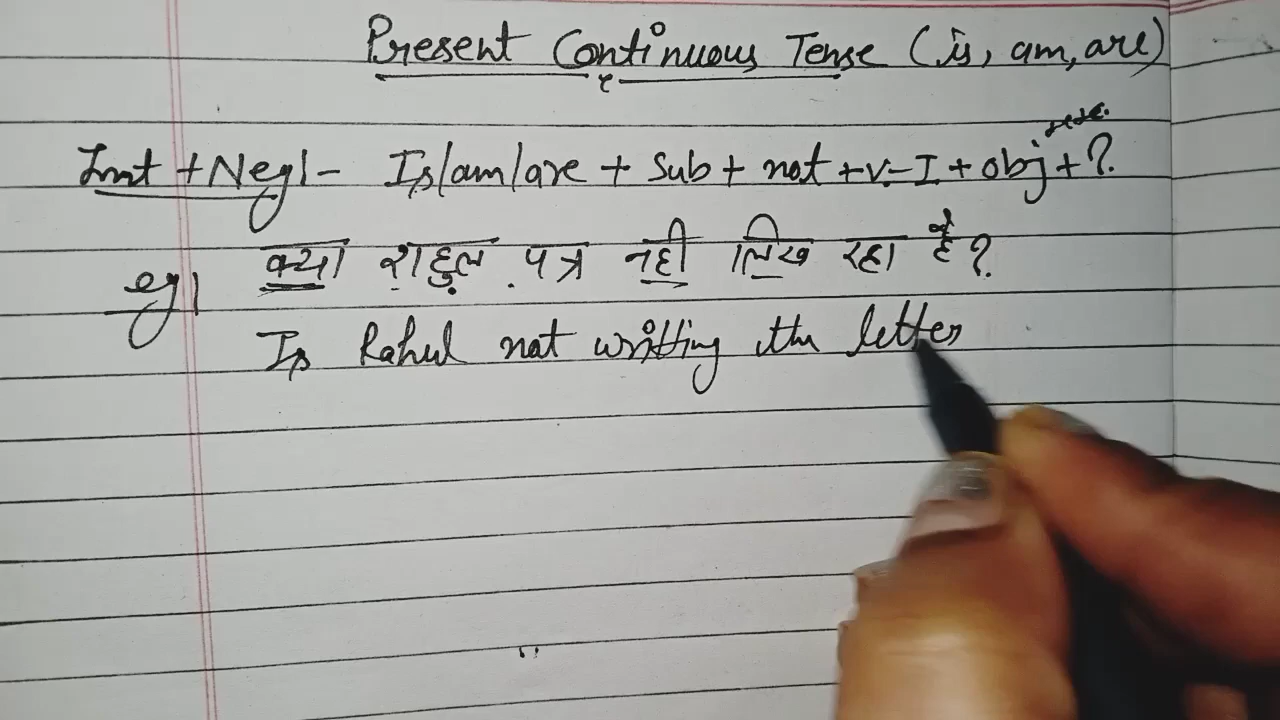 Present Continuous Tense (is, am, are)
Int + Neg|- Is/am/are + Sub + not + v-I + obj + ?
eg| क्या राहुल पत्र नही लिख रहा है ?
Is Rahul not writting the letter